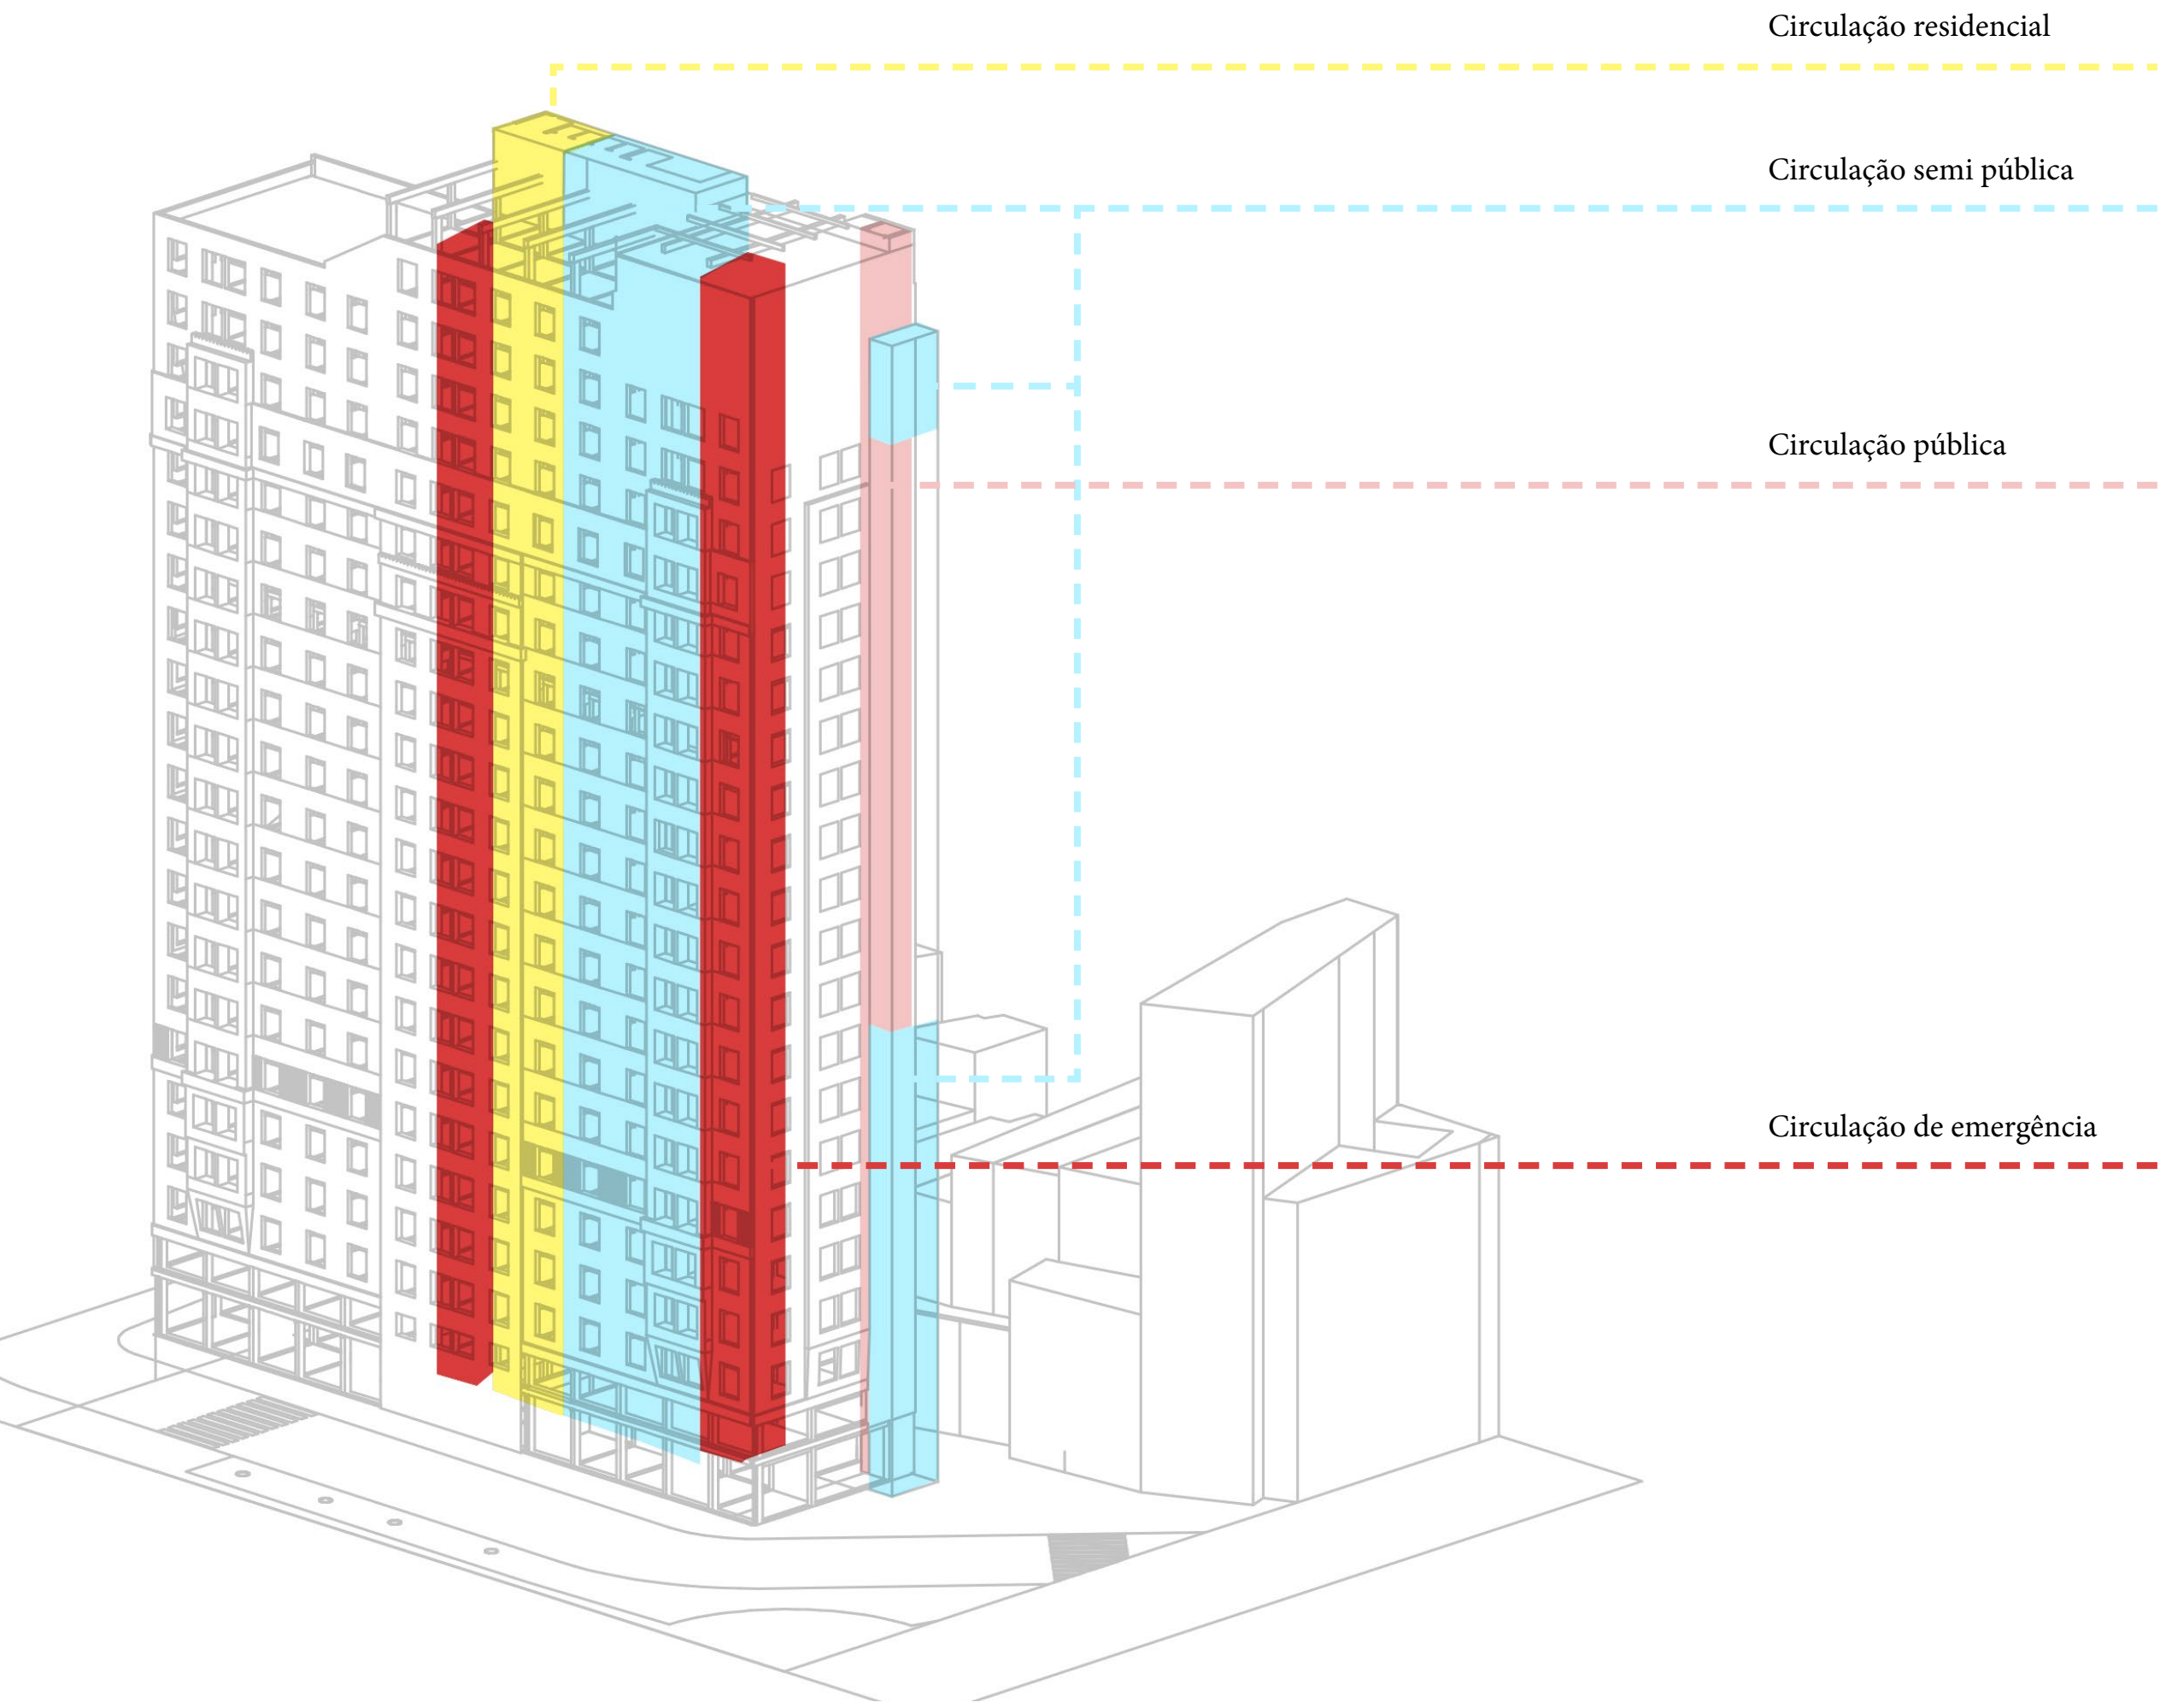 Circulação residencial
Circulação semi pública
Circulação pública
Circulação de emergência